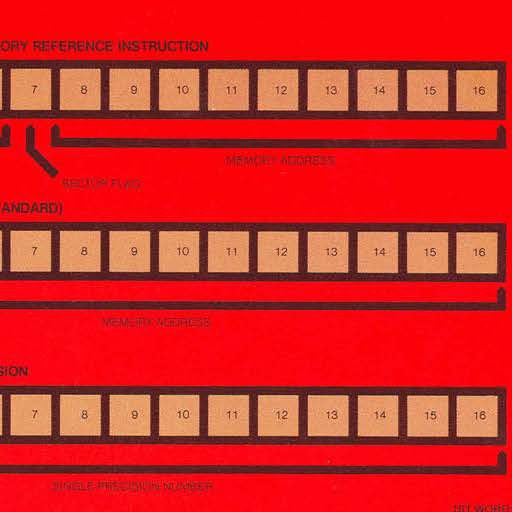 ORY REFERENCE INSTRUCTION
7 8 9 10 11 12 13 14 15 16
MEMORY ADDRESS
SECTOR FLAG
ANDARD)
7 8 9 10 11 12 13 14 15 16
MEMORY ADDRESS
SION
7 8 9 10 11 12 13 14 15 16
SINGLE PRECISION NUMBER